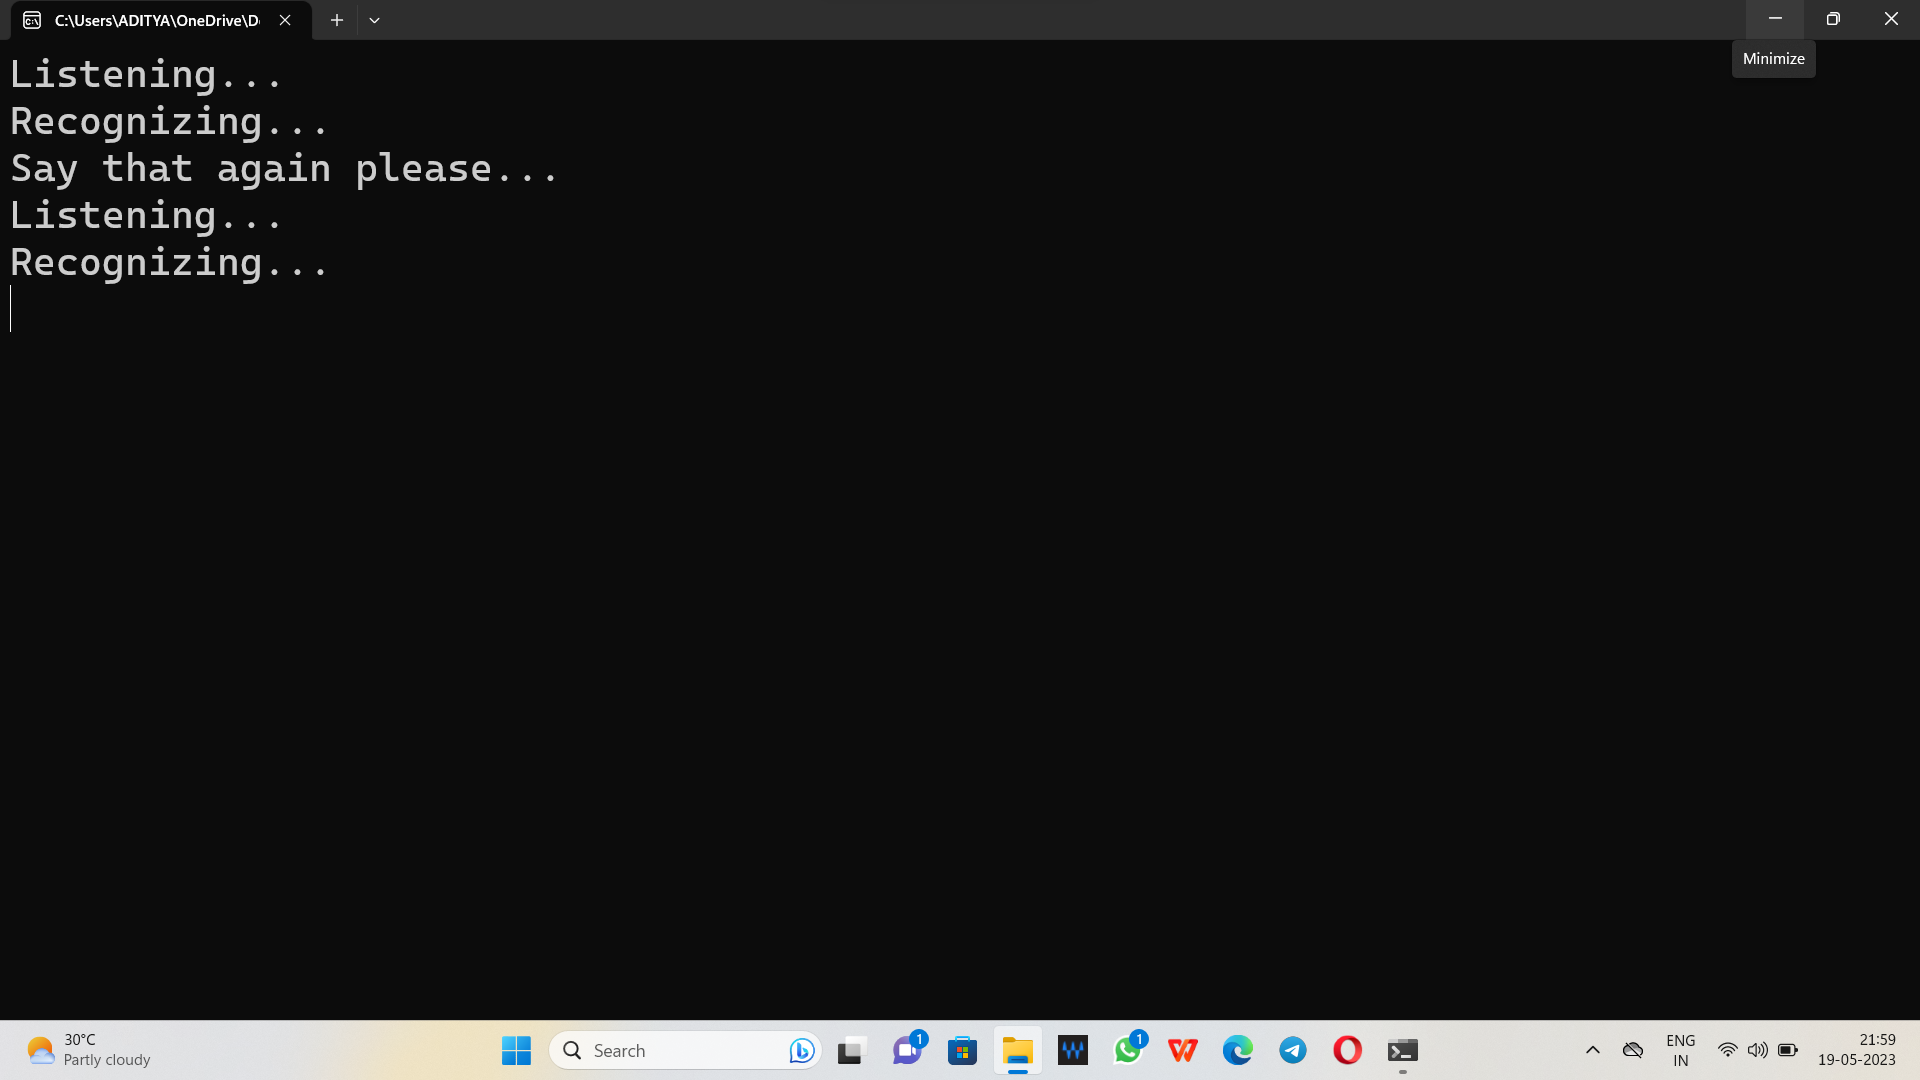 C:\Users\ADITYA\OneDrive\D
Minimize
Listening...
Recognizing...
Say that again please...
Listening...
Recognizing...
30°C
Partly cloudy
Search
1
1
ENG
IN
21:59
19-05-2023